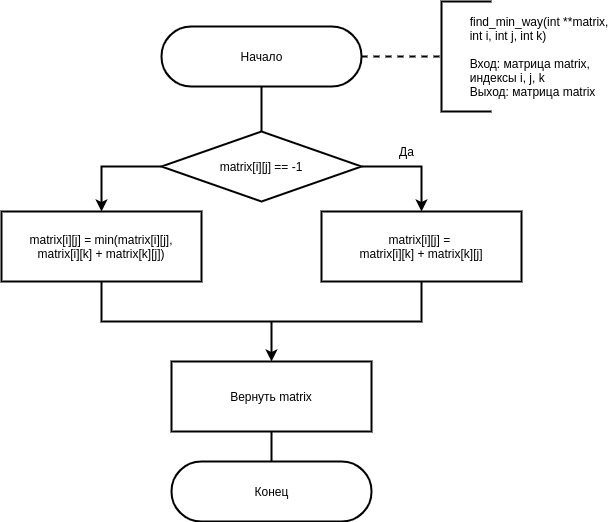 find_min_way(int **matrix,
int i, int j, int k)
Вход: матрица matrix,
индексы i, j, k
Выход: матрица matrix
Начало
matrix[i][j] == -1
Да
matrix[i][j] = min(matrix[i][j],
matrix[i][k] + matrix[k][j])
matrix[i][j] =
matrix[i][k] + matrix[k][j]
Вернуть matrix
Конец